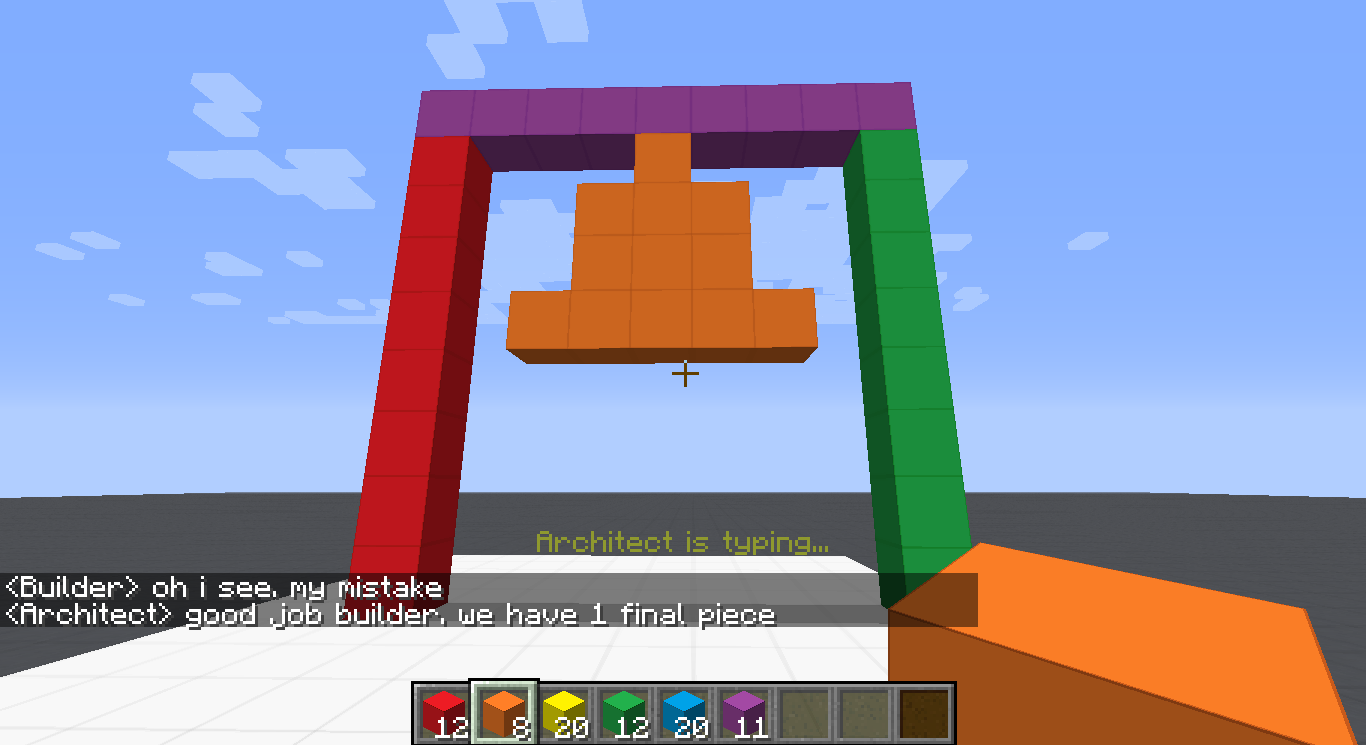 Architect is typing...
<Builder> oh i see, my mistake
<Architect> good job builder, we have 1 final piece
12 8 20 12 20 11